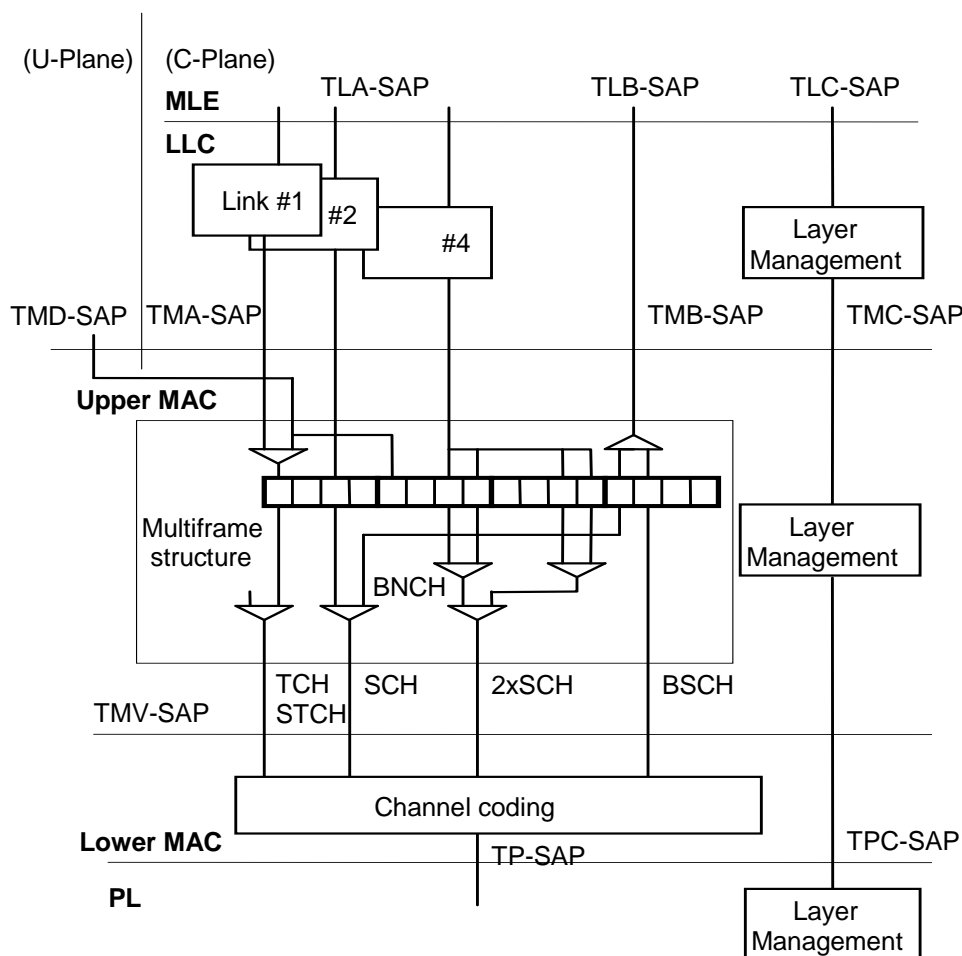 (U-Plane) (C-Plane)
TLA-SAP TLB-SAP TLC-SAP
MLE
LLC
Link #1
#2
#4
Layer
Management
TMD-SAP TMA-SAP TMB-SAP TMC-SAP
Upper MAC
Multiframe
structure
Layer
Management
BNCH
TCH
STCH
SCH 2xSCH BSCH
TMV-SAP
Channel coding
Lower MAC
TP-SAP TPC-SAP
PL
Layer
Management